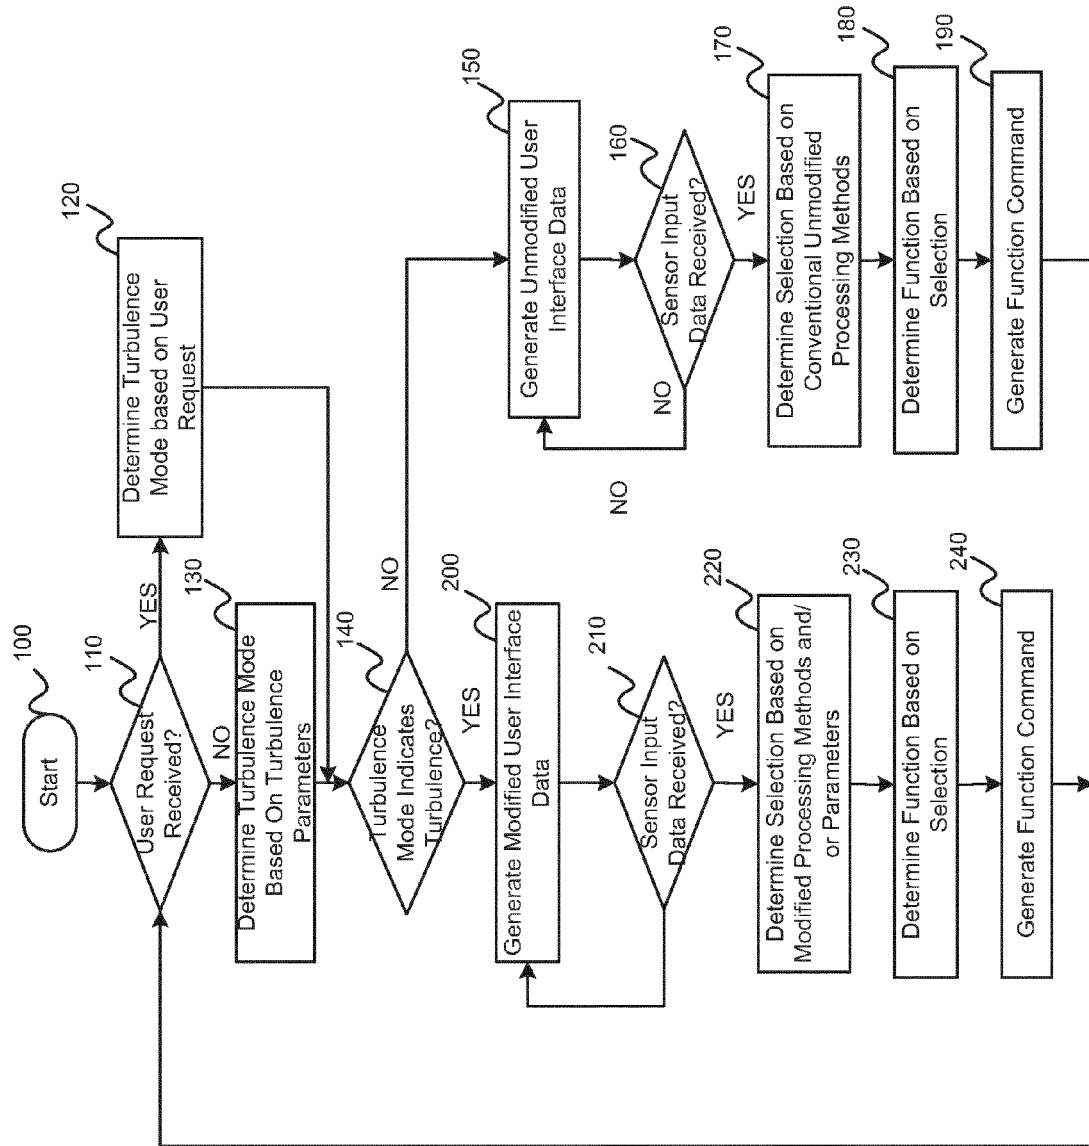 100
Start
110
User Request
Received?
YES
NO
120
Determine Turbulence
Mode based on User
Request
130
Determine Turbulence Mode
Based On Turbulence
Parameters
140
Turbulence
Mode Indicates
Turbulence?
NO
YES
150
Generate Unmodified User
Interface Data
160
Sensor Input
Data Received?
NO
YES
170
Determine Selection Based on
Conventional Unmodified
Processing Methods
180
Determine Function Based on
Selection
190
Generate Function Command
200
Generate Modified User Interface
Data
210
Sensor Input
Data Received?
NO
YES
220
Determine Selection Based on
Modified Processing Methods and/
or Parameters
230
Determine Function Based on
Selection
240
Generate Function Command